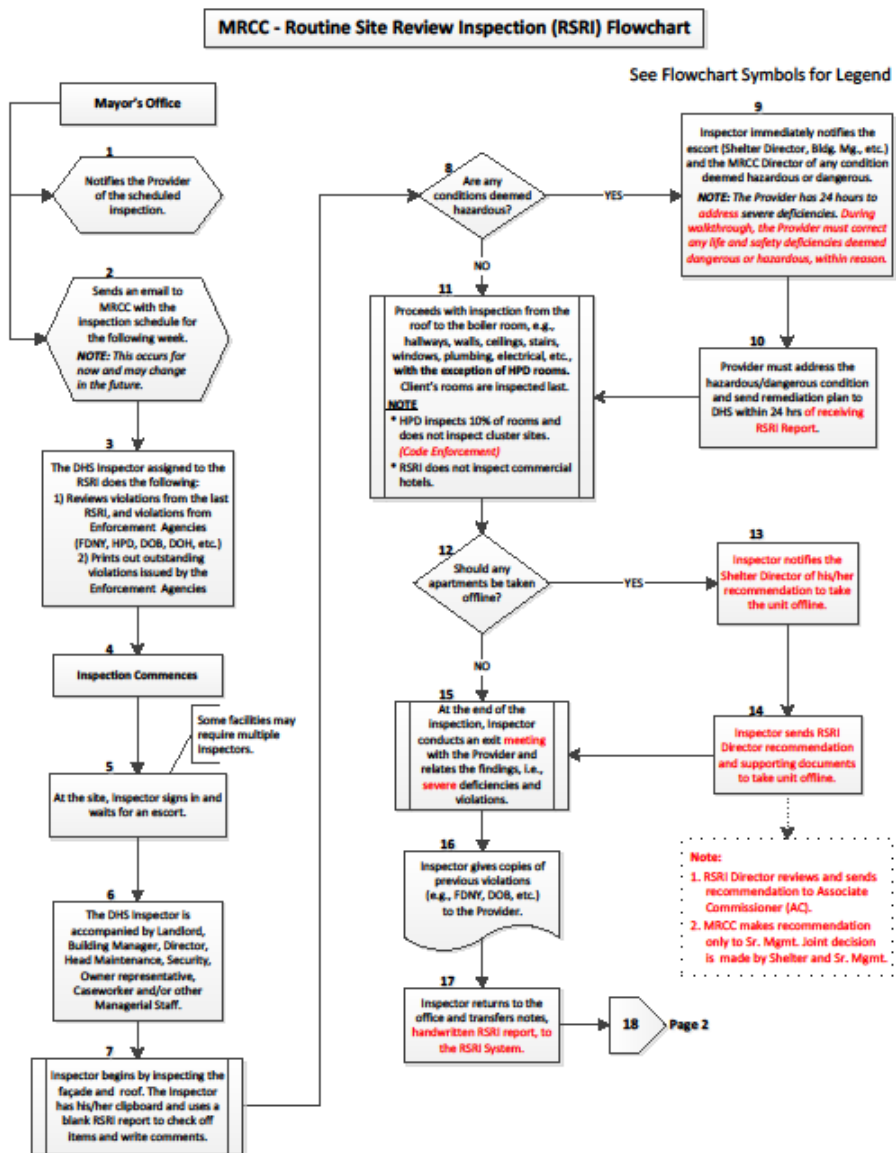 MRCC - Routine Site Review Inspection (RSRI) Flowchart
See Flowchart Symbols for Legend
Mayor's Office
1
Notifies the Provider
of the scheduled
inspection.
2
Sends an email to
MRCC with the
inspection schedule for
the following week.
NOTE: This occurs for
now and may change
in the future.
3
The DHS Inspector assigned to the
RSRI does the following:
1) Reviews violations from the last
RSRI, and violations from
Enforcement Agencies
(FDNY, HPD, DOB, DOH, etc.)
2) Prints out outstanding
violations issued by the
Enforcement Agencies
4
Inspection Commences
Some facilities may
require multiple
Inspectors.
5
At the site, Inspector signs in and
waits for an escort.
6
The DHS Inspector is
accompanied by Landlord,
Building Manager, Director,
Head Maintenance, Security,
Owner representative,
Caseworker and/or other
Managerial Staff.
7
Inspector begins by inspecting the
façade and roof. The Inspector
has his/her clipboard and uses a
blank RSRI report to check off
items and write comments.
8
Are any
conditions deemed
hazardous?
YES
NO
9
Inspector immediately notifies the
escort (Shelter Director, Bldg. Mg., etc.)
and the MRCC Director of any condition
deemed hazardous or dangerous.
NOTE: The Provider has 24 hours to
address severe deficiencies. During
walkthrough, the Provider must correct
any life and safety deficiencies deemed
dangerous or hazardous, within reason.
10
Provider must address the
hazardous/dangerous condition
and send remediation plan to
DHS within 24 hrs of receiving
RSRI Report.
11
Proceeds with inspection from the
roof to the boiler room, e.g.,
hallways, walls, ceilings, stairs,
windows, plumbing, electrical, etc.,
with the exception of HPD rooms.
Client's rooms are inspected last.
NOTE
* HPD inspects 10% of rooms and
does not inspect cluster sites.
(Code Enforcement)
* RSRI does not inspect commercial
hotels.
12
Should any
apartments be taken
offline?
YES
NO
13
Inspector notifies the
Shelter Director of his/her
recommendation to take
the unit offline.
14
Inspector sends RSRI
Director recommendation
and supporting documents
to take unit offline.
Note:
1. RSRI Director reviews and sends
recommendation to Associate
Commissioner (AC).
2. MRCC makes recommendation
only to Sr. Mgmt. Joint decision
is made by Shelter and Sr. Mgmt.
15
At the end of the
inspection, Inspector
conducts an exit meeting
with the Provider and
relates the findings, i.e.,
severe deficiencies and
violations.
16
Inspector gives copies of
previous violations
(e.g., FDNY, DOB, etc.)
to the Provider.
17
Inspector returns to the
office and transfers notes,
handwritten RSRI report, to
the RSRI System.
18
Page 2